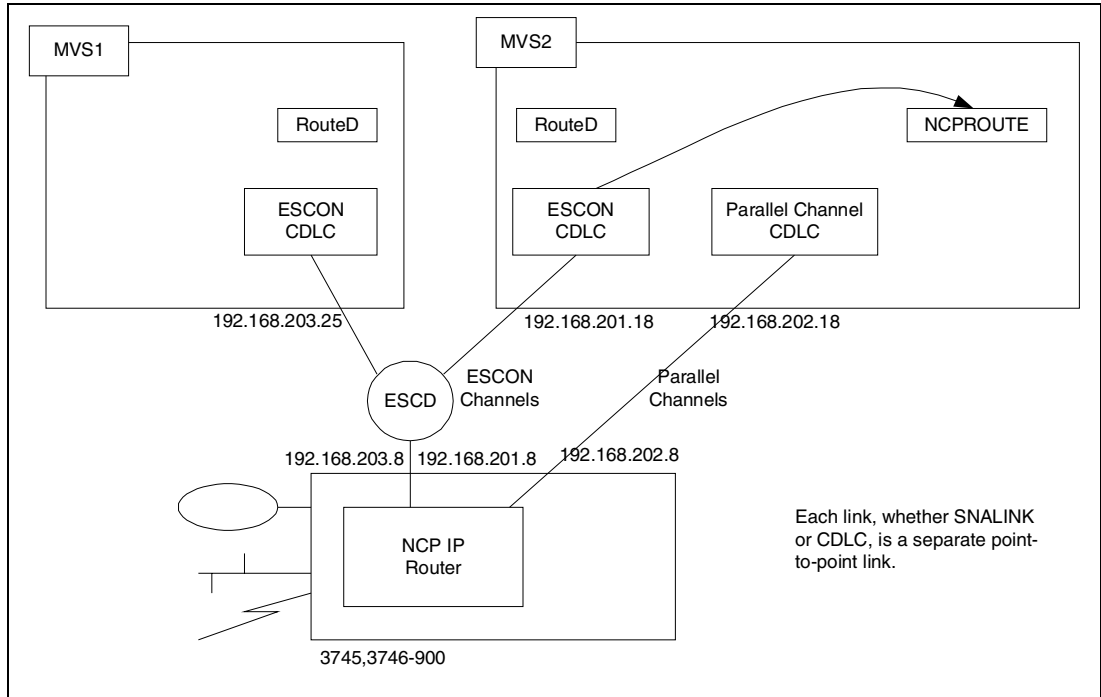 MVS1
MVS2
RouteD
RouteD
NCPROUTE
ESCON
CDLC
ESCON
CDLC
Parallel Channel
CDLC
192.168.203.25
192.168.201.18
192.168.202.18
ESCD
ESCON
Channels
Parallel
Channels
192.168.203.8
192.168.201.8
192.168.202.8
NCP IP
Router
Each link, whether SNALINK
or CDLC, is a separate point-
to-point link.
3745,3746-900